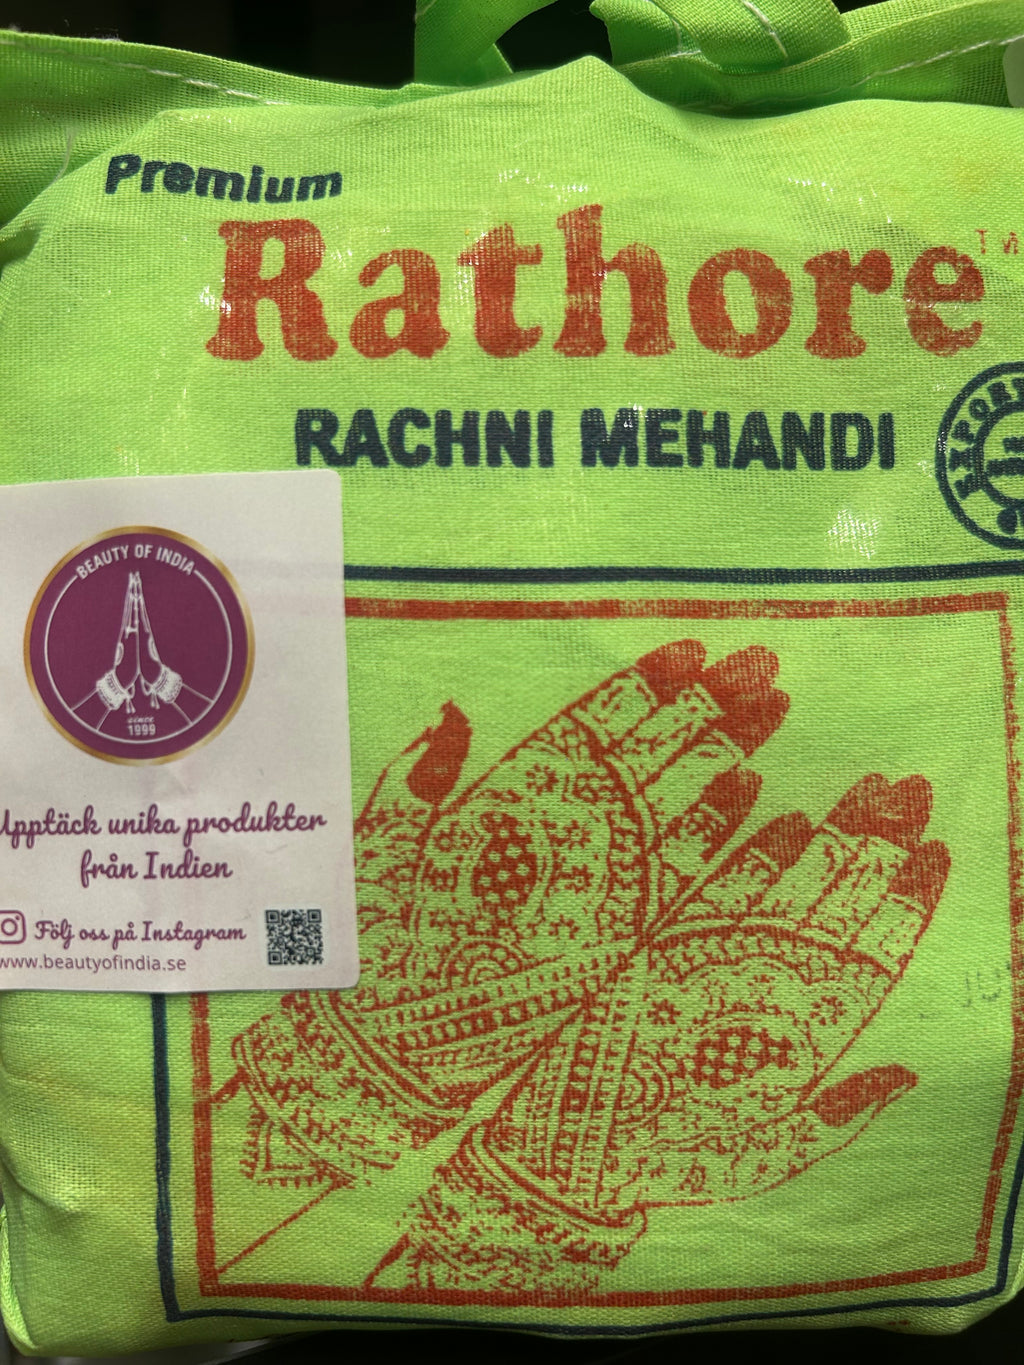 Premium
Rathore
RACHNI MEHANDI
BEAUTY OF INDIA
since
1999
Upptäck unika produkter
från Indien
Följ oss på Instagram
www.beautyofindia.se